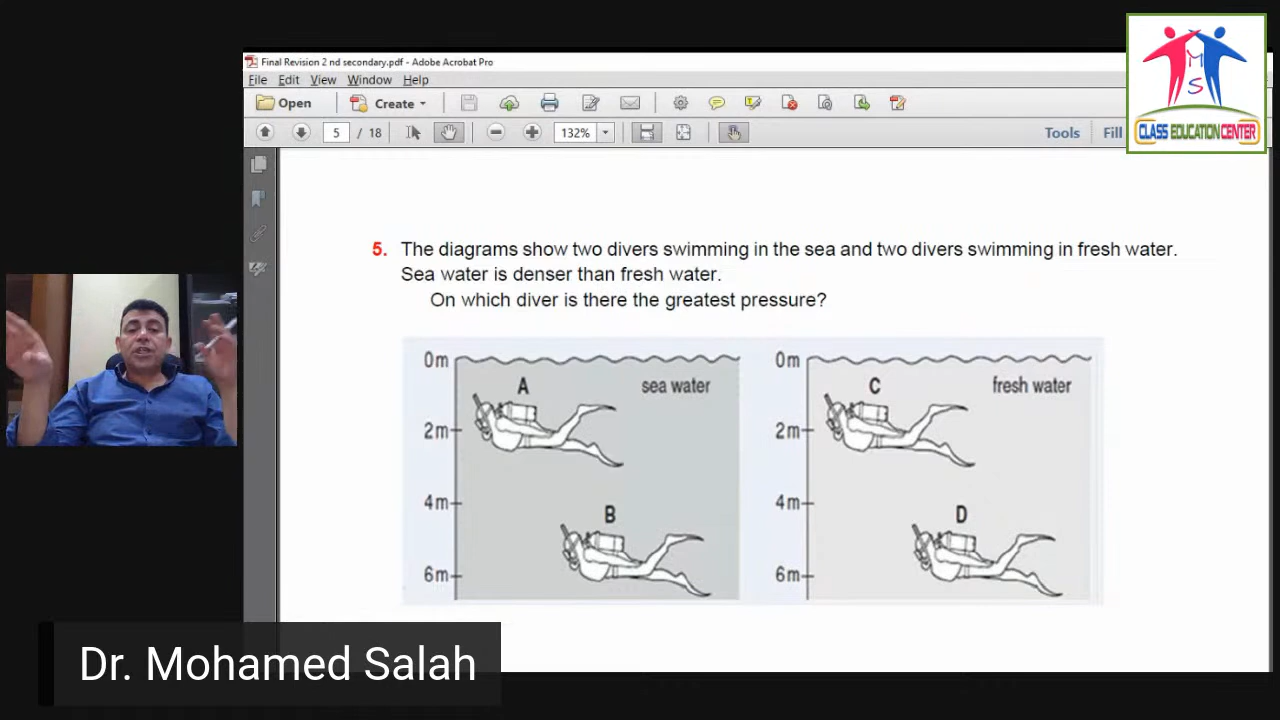 Final Revision 2 nd secondary.pdf - Adobe Acrobat Pro
File Edit View Window Help
Open Create
5 / 18 132% Tools Fill
M
S
CLASS EDUCATION CENTER
5. The diagrams show two divers swimming in the sea and two divers swimming in fresh water.
Sea water is denser than fresh water.
On which diver is there the greatest pressure?
0m A sea water
2m
4m B
6m
0m C fresh water
2m
4m D
6m
Dr. Mohamed Salah